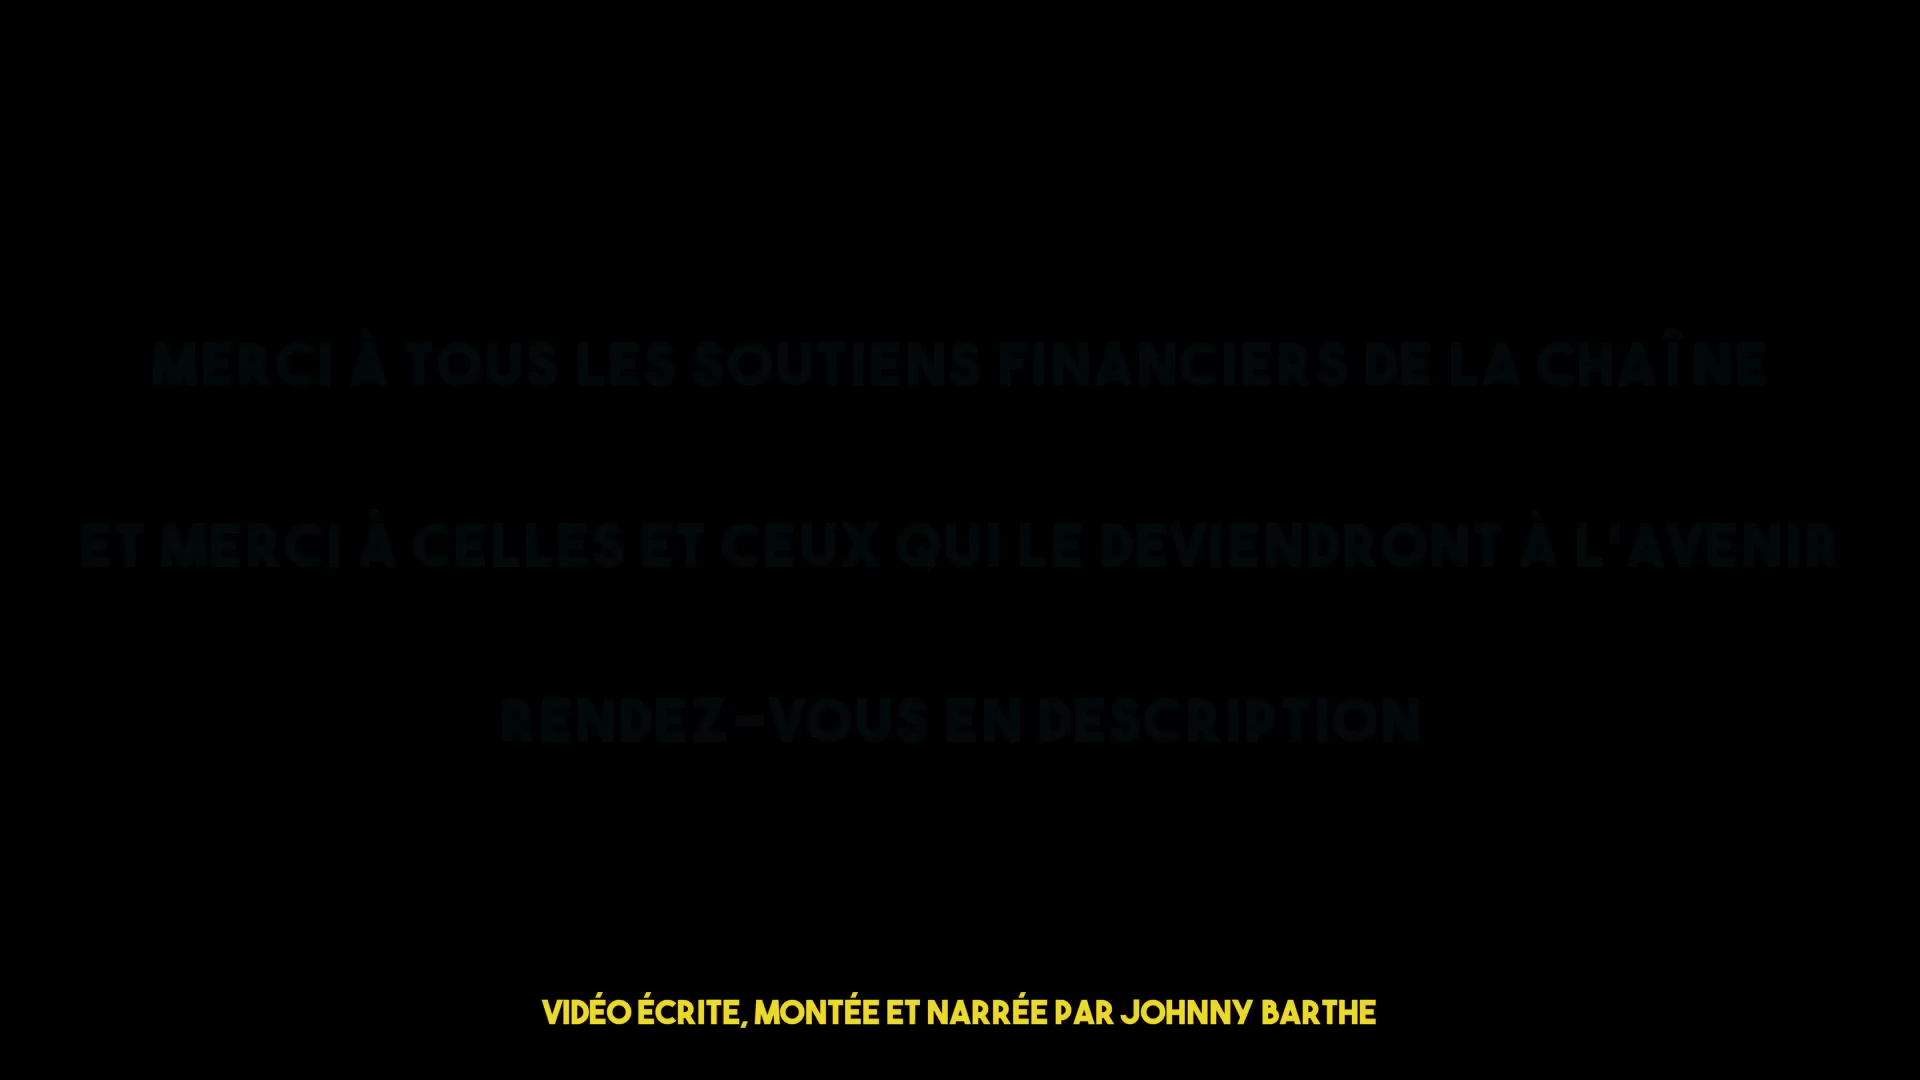 MERCI À TOUS LES SOUTIENS FINANCIERS DE LA CHAÎNE
ET MERCI À CELLES ET CEUX QUI LE DEVIENDRONT À L'AVENIR
RENDEZ-VOUS EN DESCRIPTION
VIDÉO ÉCRITE, MONTÉE ET NARRÉE PAR JOHNNY BARTHE